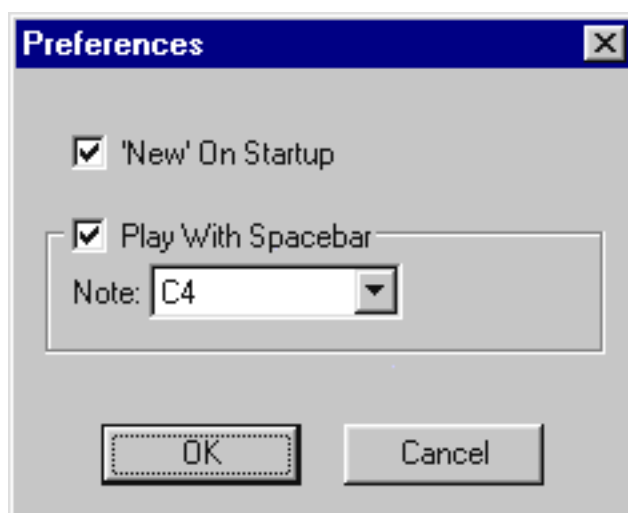 Preferences
'New' On Startup
Play With Spacebar
Note: C4
OK Cancel